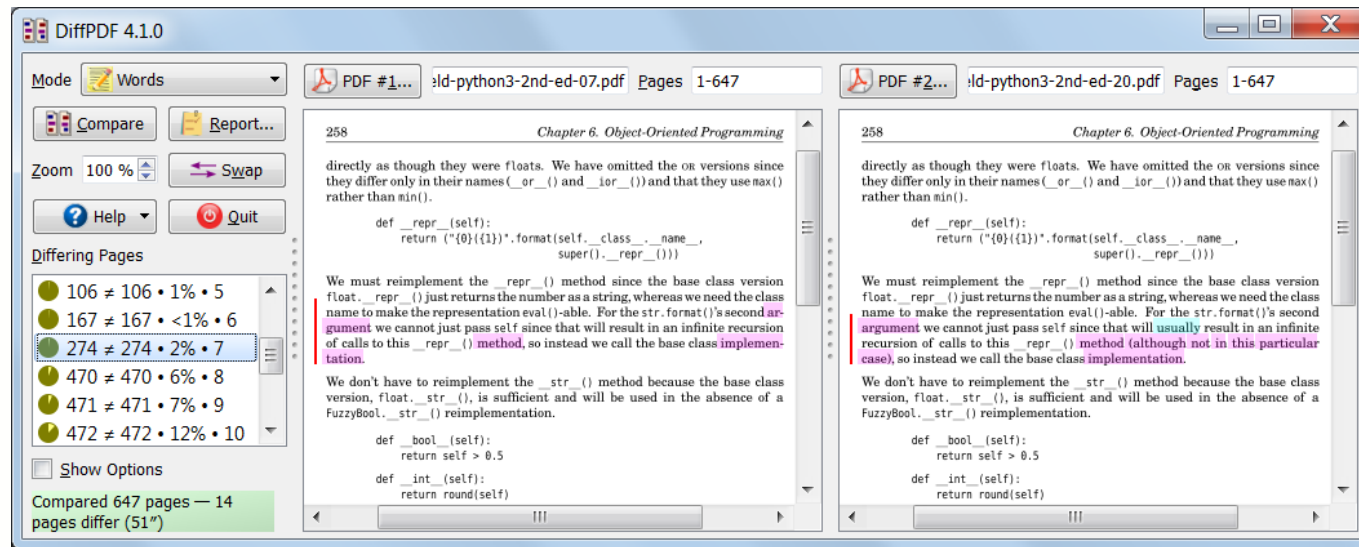 DiffPDF 4.1.0
Mode Words
Compare Report...
Zoom 100 % Swap
Help Quit
Differing Pages
106 ≠ 106 • 1% • 5
167 ≠ 167 • <1% • 6
274 ≠ 274 • 2% • 7
470 ≠ 470 • 6% • 8
471 ≠ 471 • 7% • 9
472 ≠ 472 • 12% • 10
Show Options
Compared 647 pages — 14
pages differ (51″)
PDF #1... eld-python3-2nd-ed-07.pdf Pages 1-647
258 Chapter 6. Object-Oriented Programming
directly as though they were floats. We have omitted the OR versions since
they differ only in their names (__or__() and __ior__()) and that they use max()
rather than min().
def __repr__(self):
return ("{0}({1})".format(self.__class__.__name__,
super().__repr__()))
We must reimplement the __repr__() method since the base class version
float.__repr__() just returns the number as a string, whereas we need the class
name to make the representation eval()-able. For the str.format()'s second ar-
gument we cannot just pass self since that will result in an infinite recursion
of calls to this __repr__() method, so instead we call the base class implemen-
tation.
We don't have to reimplement the __str__() method because the base class
version, float.__str__(), is sufficient and will be used in the absence of a
FuzzyBool.__str__() reimplementation.
def __bool__(self):
return self > 0.5
def __int__(self):
return round(self)
PDF #2... eld-python3-2nd-ed-20.pdf Pages 1-647
258 Chapter 6. Object-Oriented Programming
directly as though they were floats. We have omitted the OR versions since
they differ only in their names (__or__() and __ior__()) and that they use max()
rather than min().
def __repr__(self):
return ("{0}({1})".format(self.__class__.__name__,
super().__repr__()))
We must reimplement the __repr__() method since the base class version
float.__repr__() just returns the number as a string, whereas we need the class
name to make the representation eval()-able. For the str.format()'s second
argument we cannot just pass self since that will usually result in an infinite
recursion of calls to this __repr__() method (although not in this particular
case), so instead we call the base class implementation.
We don't have to reimplement the __str__() method because the base class
version, float.__str__(), is sufficient and will be used in the absence of a
FuzzyBool.__str__() reimplementation.
def __bool__(self):
return self > 0.5
def __int__(self):
return round(self)